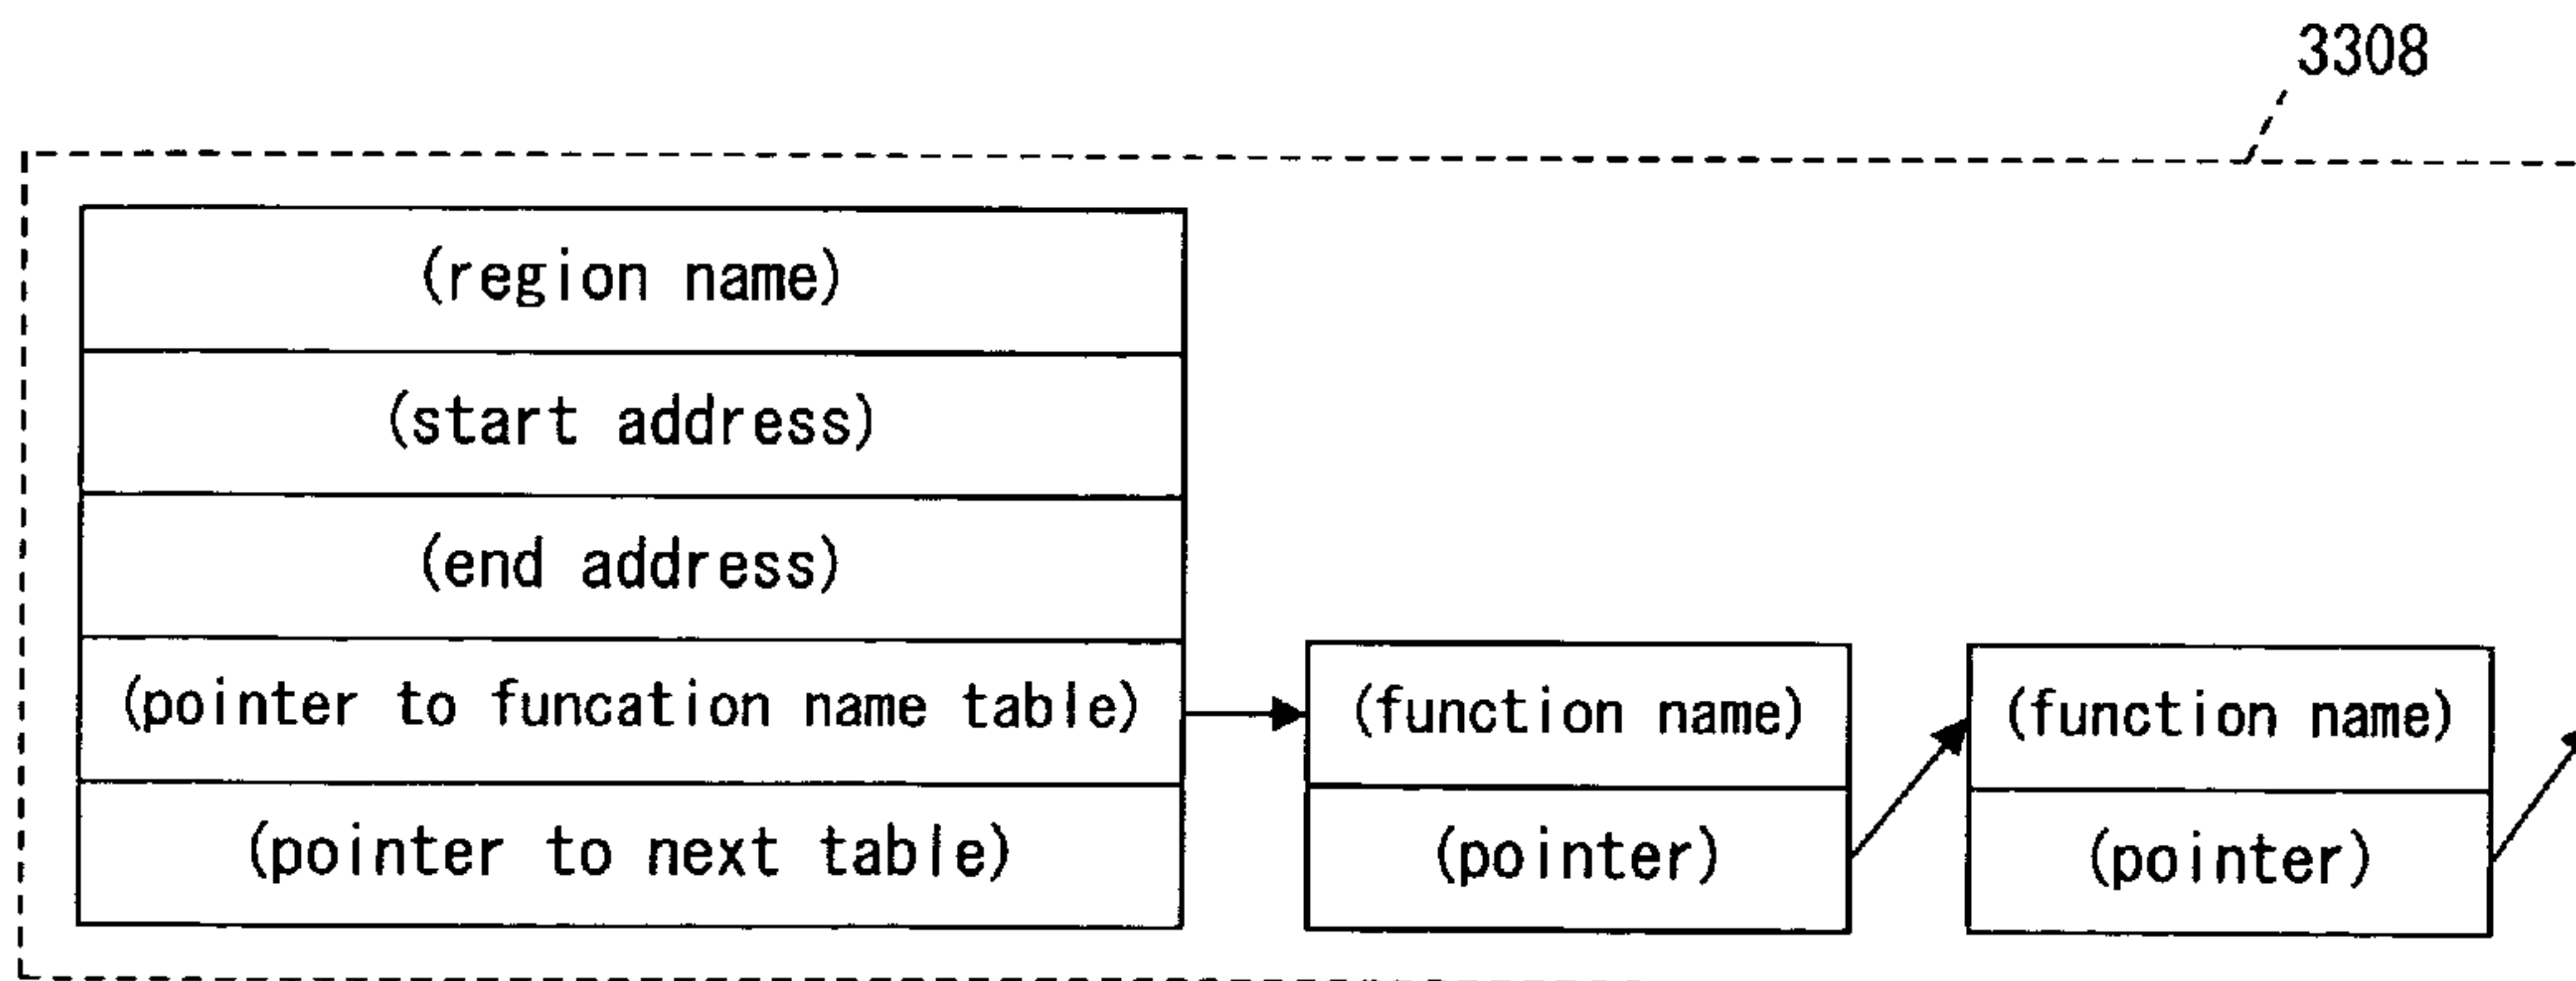 3308
(region name)
(start address)
(end address)
(pointer to funcation name table)
(function name)
(function name)
(pointer to next table)
(pointer)
(pointer)